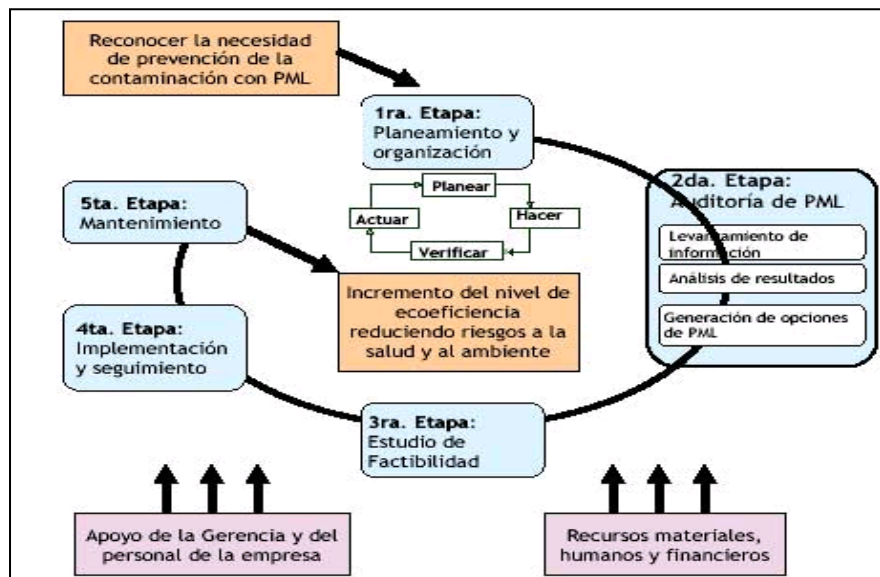 Reconocer la necesidad
de prevención de la
contaminación con PML
1ra. Etapa:
Planeamiento y
organización
Planear
Hacer
Verificar
Actuar
2da. Etapa:
Auditoría de PML
Levantamiento de
información
Análisis de resultados
Generación de opciones
de PML
3ra. Etapa:
Estudio de
Factibilidad
4ta. Etapa:
Implementación
y seguimiento
5ta. Etapa:
Mantenimiento
Incremento del nivel de
ecoeficiencia
reduciendo riesgos a la
salud y al ambiente
Apoyo de la Gerencia y del
personal de la empresa
Recursos materiales,
humanos y financieros